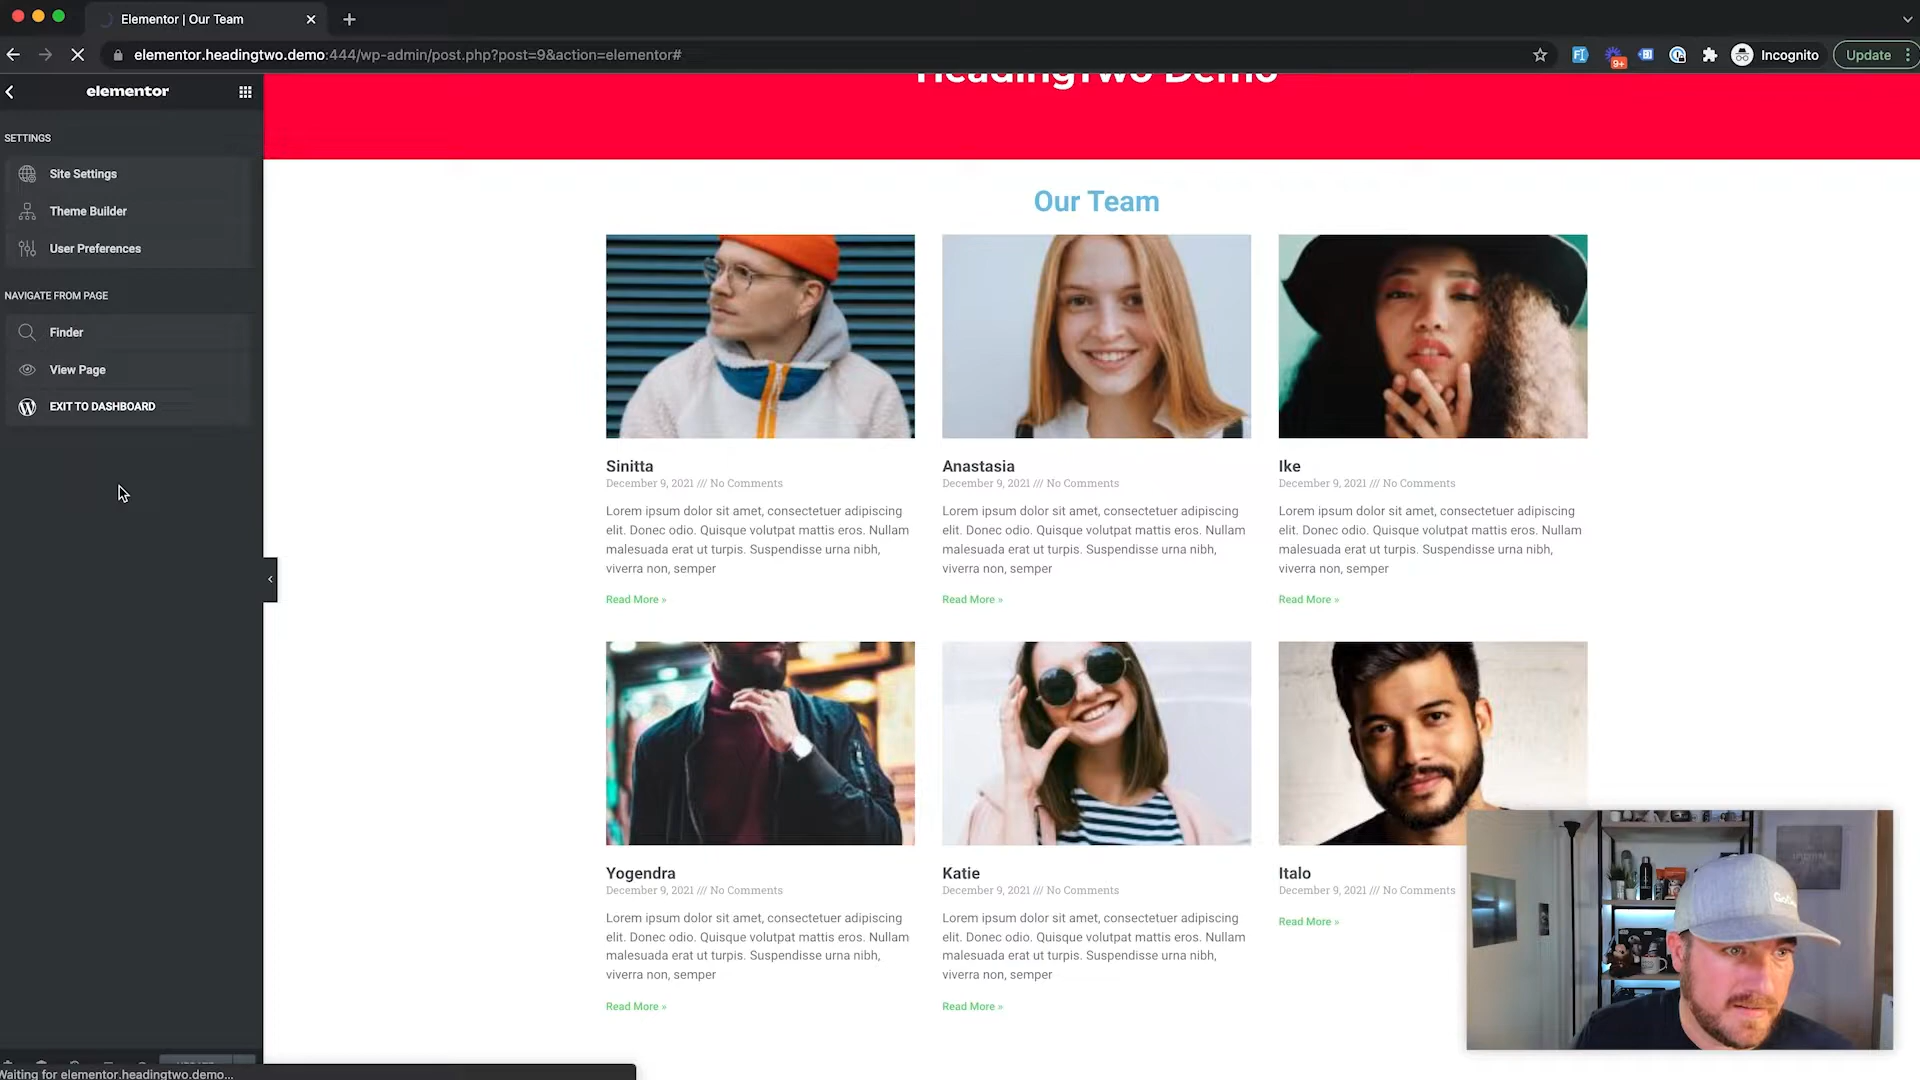 Elementor | Our Team
elementor.headingtwo.demo:444/wp-admin/post.php?post=9&action=elementor#
9+
Incognito
Update
elementor
SETTINGS
Site Settings
Theme Builder
User Preferences
NAVIGATE FROM PAGE
Finder
View Page
EXIT TO DASHBOARD
HeadingTwo Demo
Our Team
Sinitta
December 9, 2021 /// No Comments
Lorem ipsum dolor sit amet, consectetuer adipiscing
elit. Donec odio. Quisque volutpat mattis eros. Nullam
malesuada erat ut turpis. Suspendisse urna nibh,
viverra non, semper
Read More »
Anastasia
December 9, 2021 /// No Comments
Lorem ipsum dolor sit amet, consectetuer adipiscing
elit. Donec odio. Quisque volutpat mattis eros. Nullam
malesuada erat ut turpis. Suspendisse urna nibh,
viverra non, semper
Read More »
Ike
December 9, 2021 /// No Comments
Lorem ipsum dolor sit amet, consectetuer adipiscing
elit. Donec odio. Quisque volutpat mattis eros. Nullam
malesuada erat ut turpis. Suspendisse urna nibh,
viverra non, semper
Read More »
Yogendra
December 9, 2021 /// No Comments
Lorem ipsum dolor sit amet, consectetuer adipiscing
elit. Donec odio. Quisque volutpat mattis eros. Nullam
malesuada erat ut turpis. Suspendisse urna nibh,
viverra non, semper
Read More »
Katie
December 9, 2021 /// No Comments
Lorem ipsum dolor sit amet, consectetuer adipiscing
elit. Donec odio. Quisque volutpat mattis eros. Nullam
malesuada erat ut turpis. Suspendisse urna nibh,
viverra non, semper
Read More »
Italo
December 9, 2021 /// No Comments
Read More »
Waiting for elementor.headingtwo.demo...